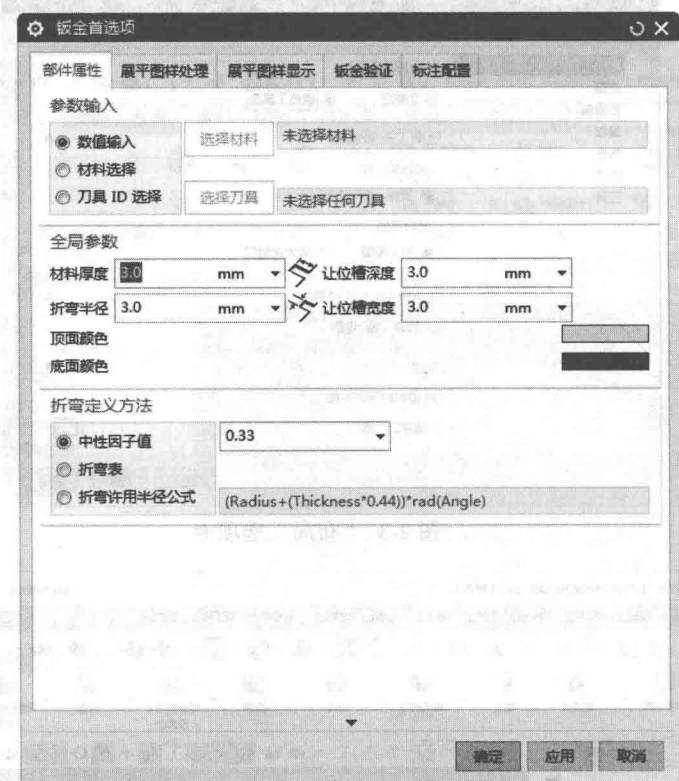 钣金首选项
部件属性 展平图样处理 展平图样显示 钣金验证 标注配置
参数输入
数值输入 选择材料 未选择材料
材料选择
刀具 ID 选择 选择刀具 未选择任何刀具
全局参数
材料厚度 3.0 mm 让位槽深度 3.0 mm
折弯半径 3.0 mm 让位槽宽度 3.0 mm
顶面颜色
底面颜色
折弯定义方法
中性因子值 0.33
折弯表
折弯许用半径公式 (Radius+(Thickness*0.44))*rad(Angle)
确定 应用 取消